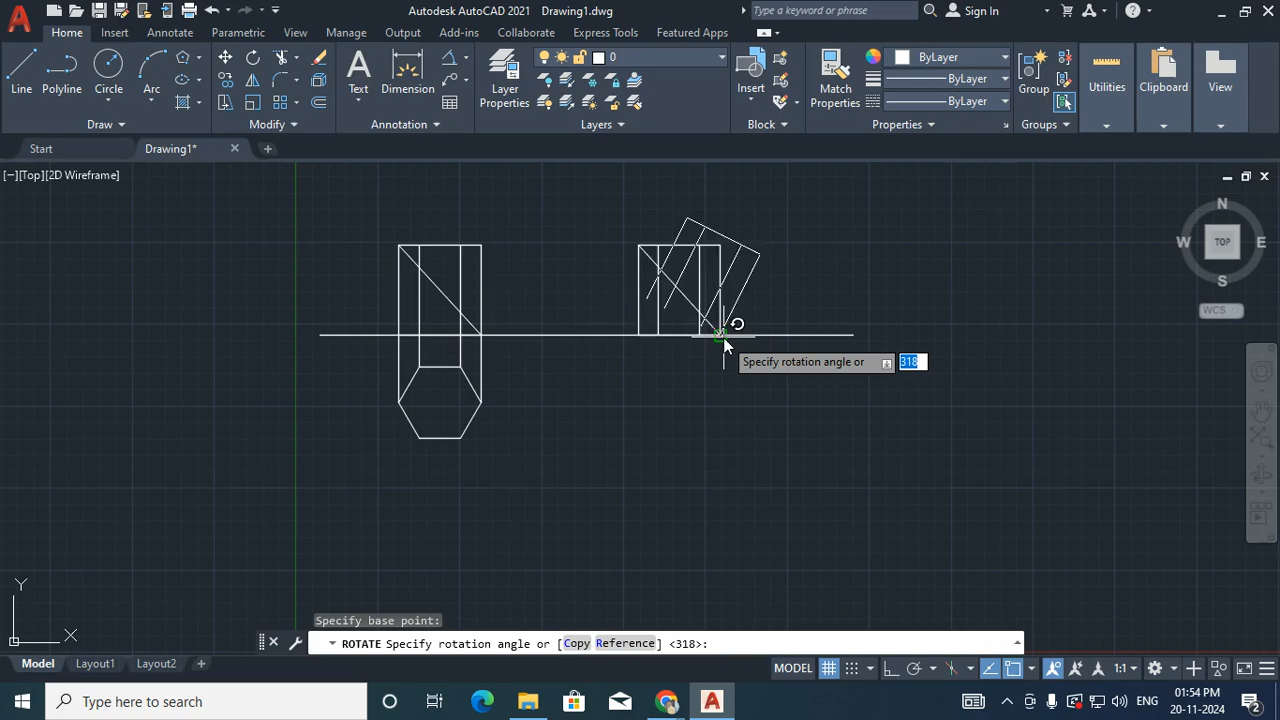 Autodesk AutoCAD 2021 Drawing1.dwg
Type a keyword or phrase
Sign In
Home Insert Annotate Parametric View Manage Output Add-ins Collaborate Express Tools Featured Apps
Line
Polyline
Circle
Arc
Text
Dimension
Layer
Properties
0
Insert
Match
Properties
ByLayer
ByLayer
ByLayer
Group
Utilities
Clipboard
View
Draw
Modify
Annotation
Layers
Block
Properties
Groups
Start
Drawing1*
[−][Top][2D Wireframe]
N
W
TOP
E
S
WCS
Specify rotation angle or
318
Y
X
Specify base point:
ROTATE Specify rotation angle or [Copy Reference] <318>:
Model
Layout1
Layout2
MODEL
1:1
Type here to search
ENG
01:54 PM
20-11-2024
2